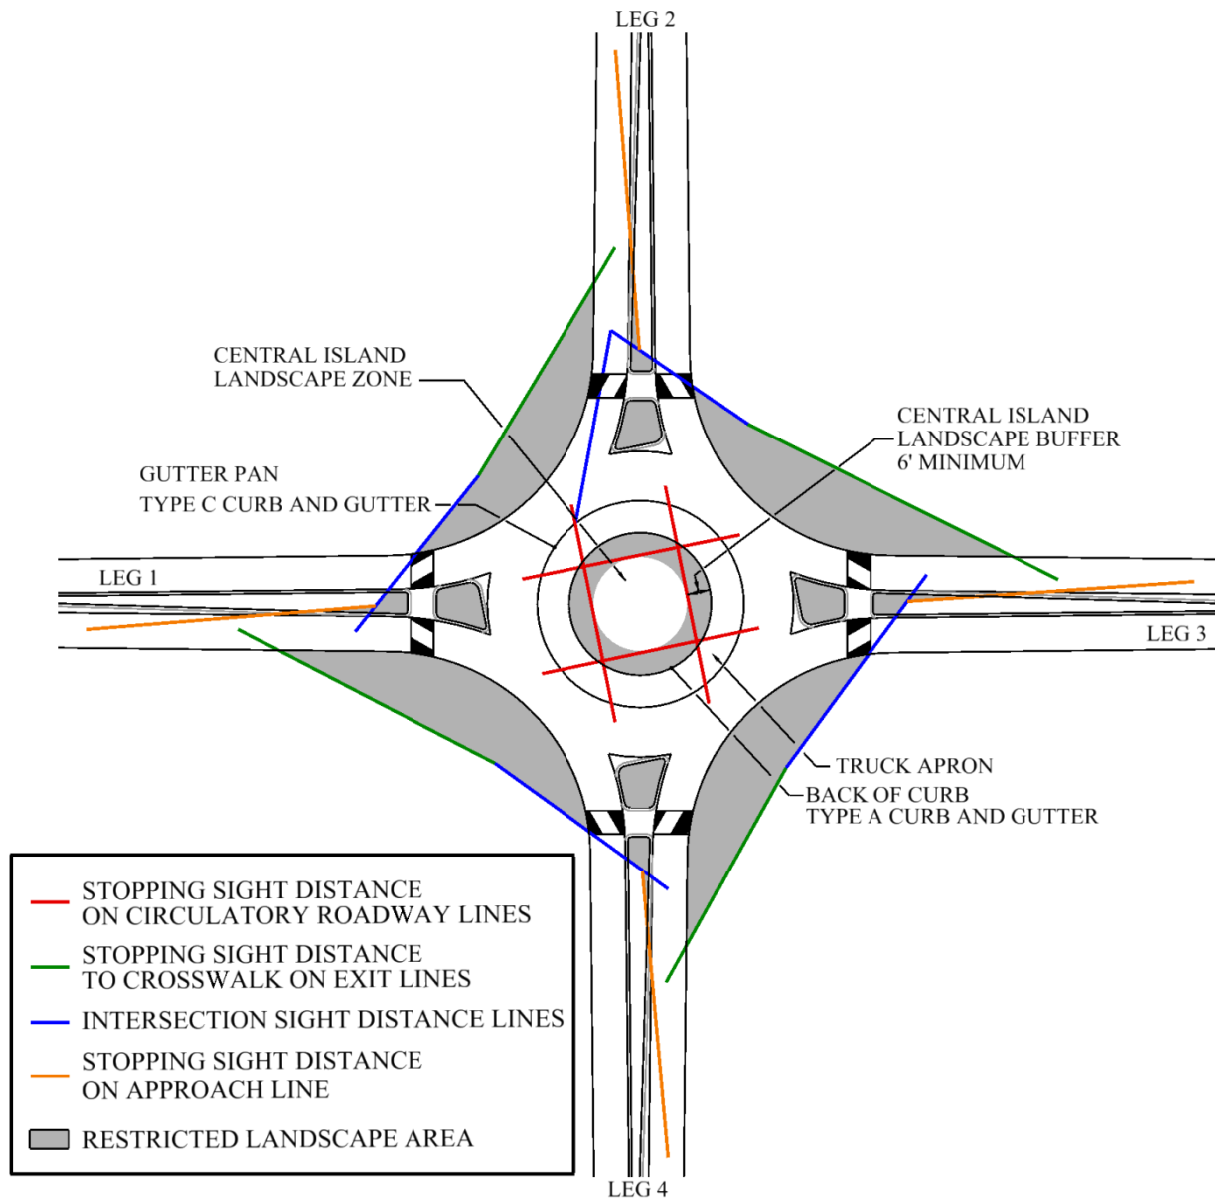 LEG 2
CENTRAL ISLAND
LANDSCAPE ZONE
CENTRAL ISLAND
LANDSCAPE BUFFER
6' MINIMUM
GUTTER PAN
TYPE C CURB AND GUTTER
LEG 1
LEG 3
TRUCK APRON
BACK OF CURB
TYPE A CURB AND GUTTER
STOPPING SIGHT DISTANCE
ON CIRCULATORY ROADWAY LINES
STOPPING SIGHT DISTANCE
TO CROSSWALK ON EXIT LINES
INTERSECTION SIGHT DISTANCE LINES
STOPPING SIGHT DISTANCE
ON APPROACH LINE
RESTRICTED LANDSCAPE AREA
LEG 4